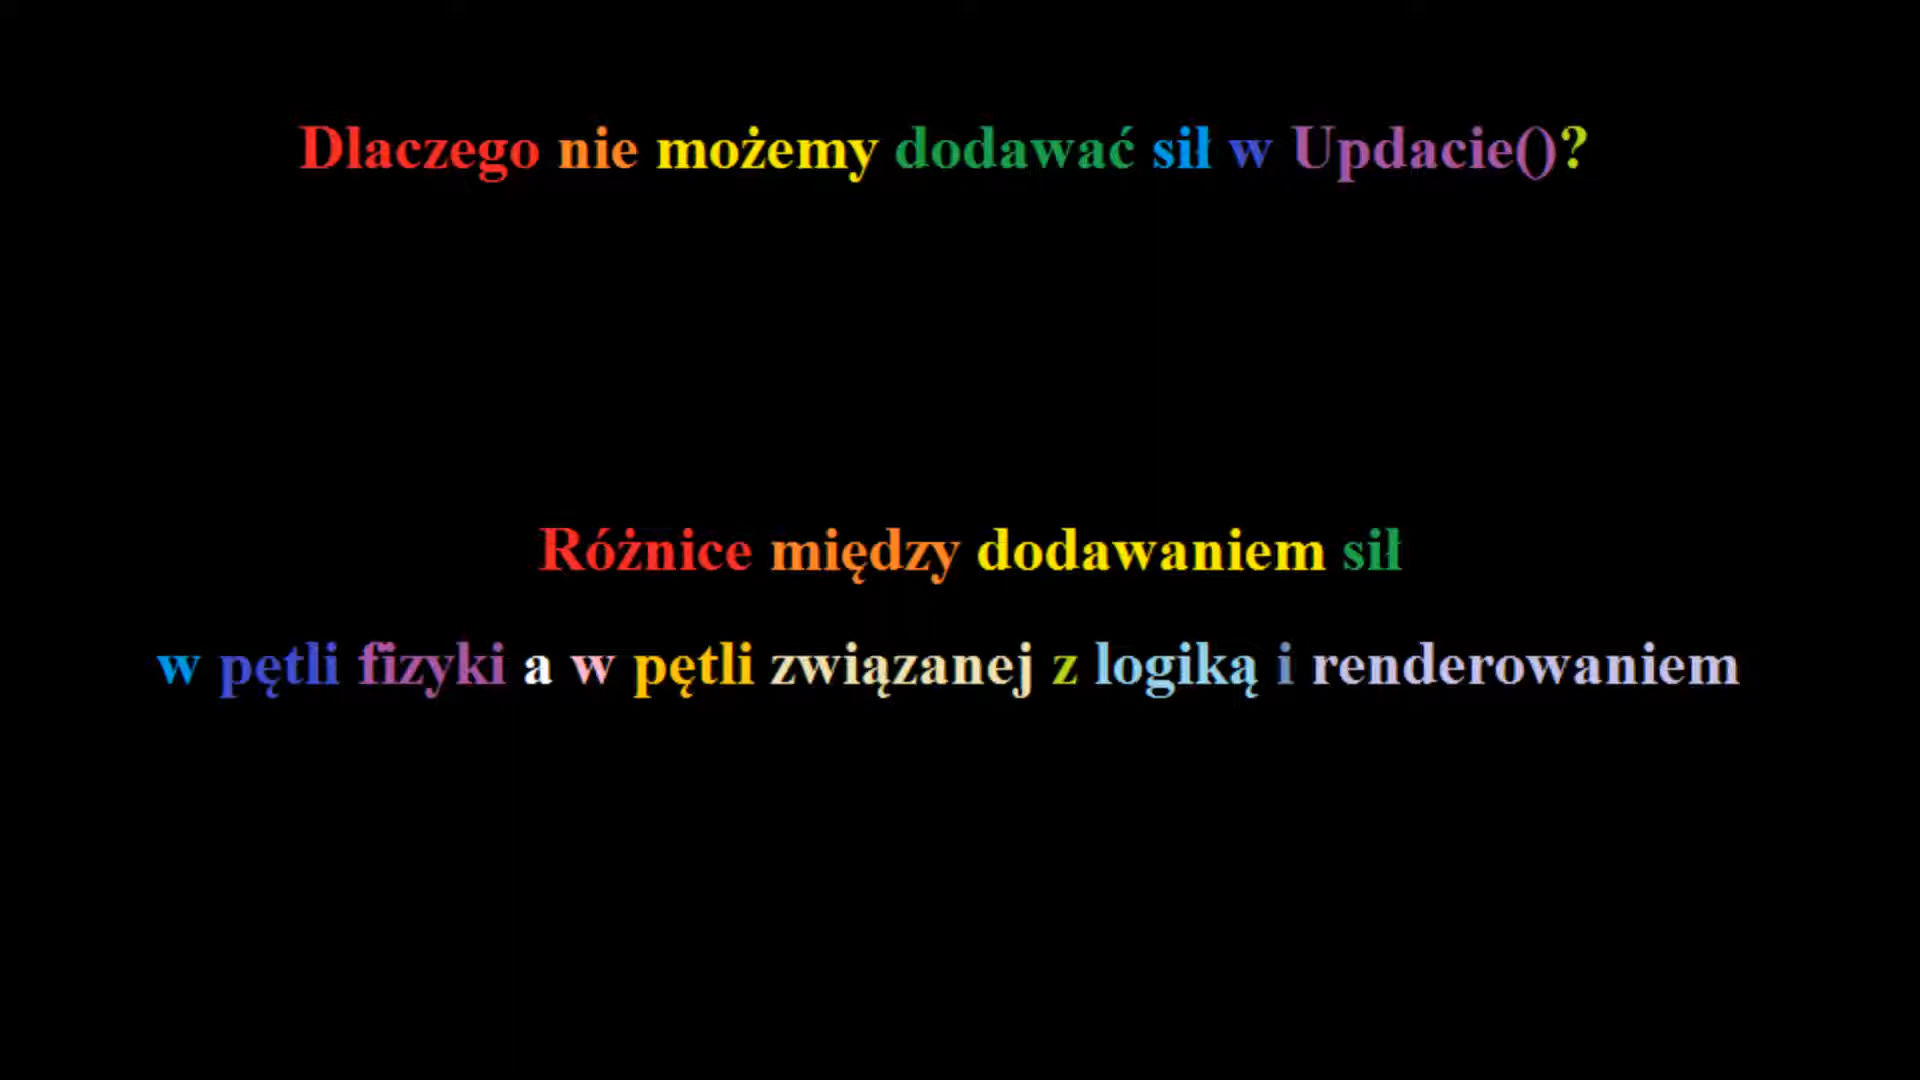 Dlaczego nie możemy dodawać sił w Updacie()?
Różnice między dodawaniem sił
w pętli fizyki a w pętli związanej z logiką i renderowaniem